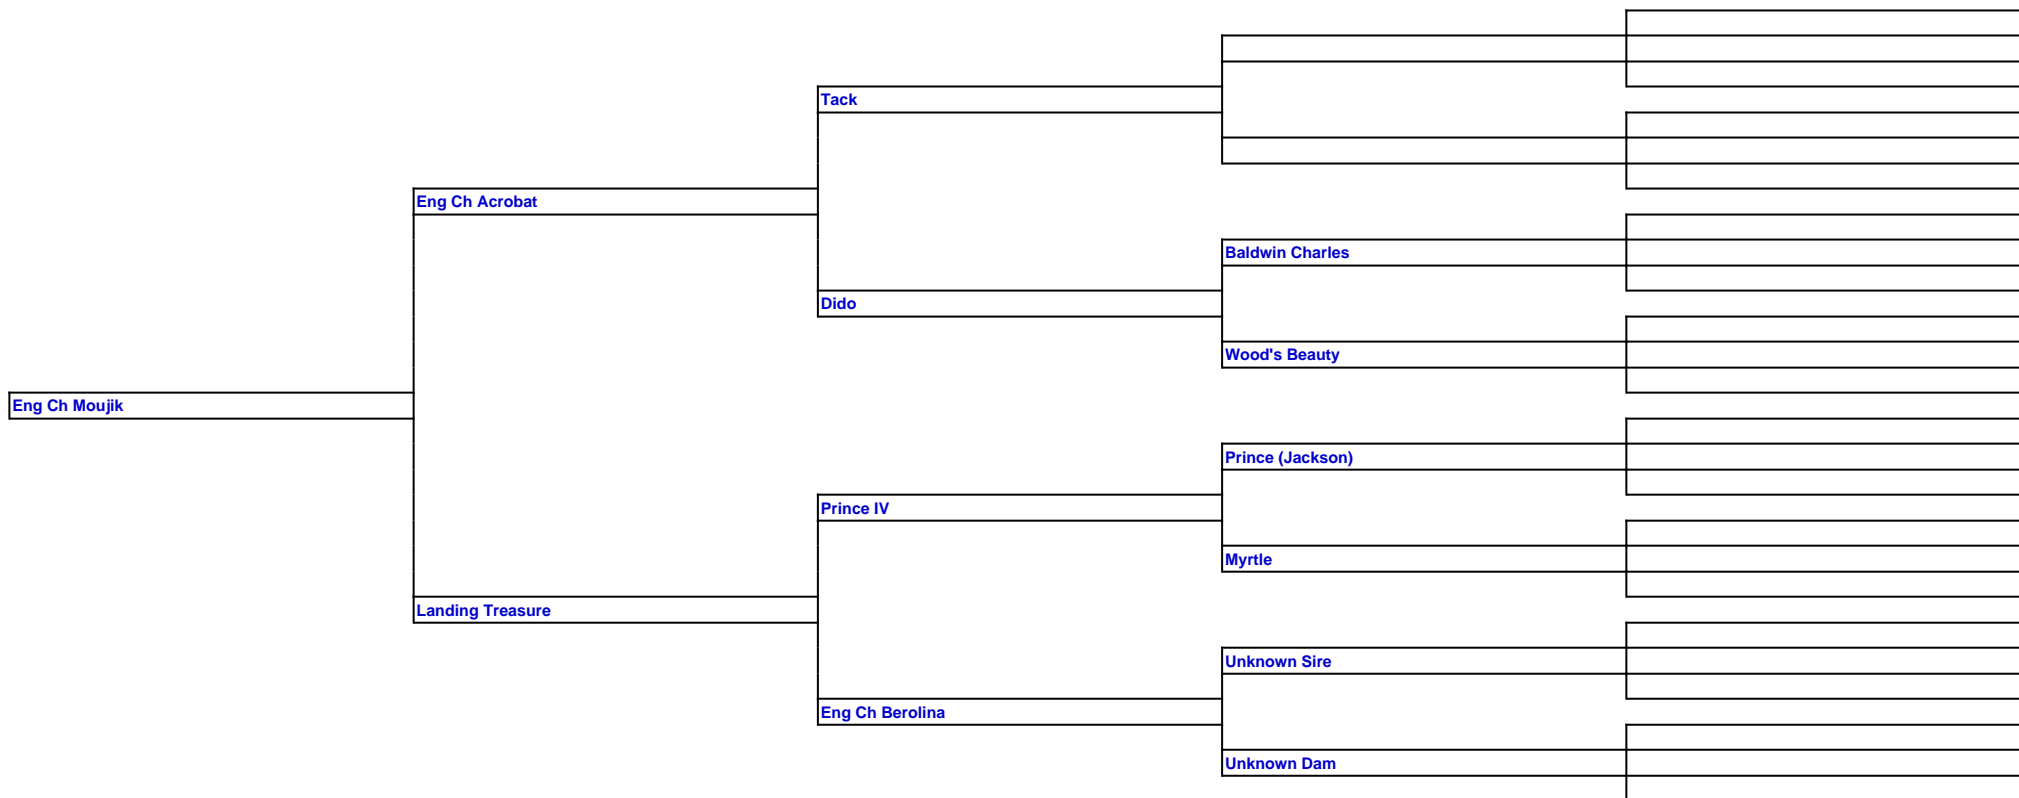 Tack
Eng Ch Acrobat
Baldwin Charles
Dido
Wood's Beauty
Eng Ch Moujik
Prince (Jackson)
Prince IV
Myrtle
Landing Treasure
Unknown Sire
Eng Ch Berolina
Unknown Dam